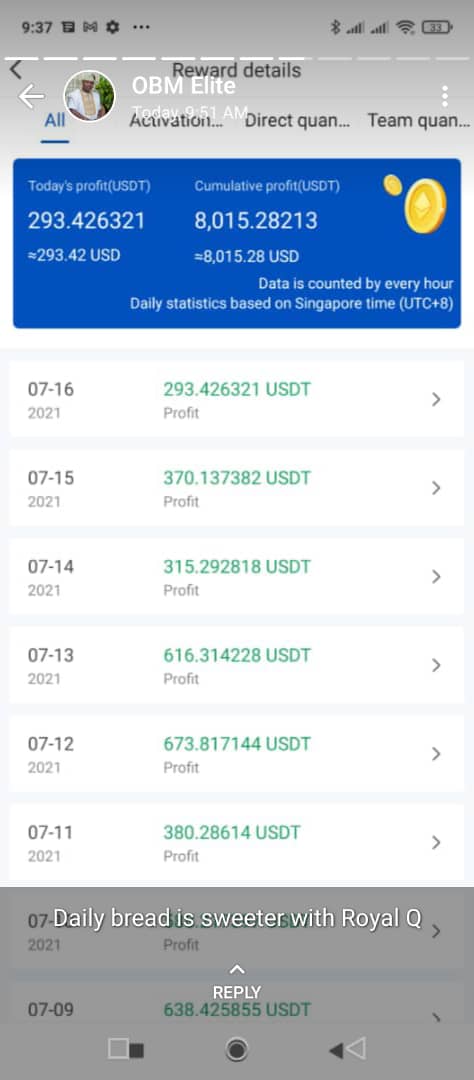 9:37
33
Reward details
OBM Elite
Today, 9:51 AM
All Activation... Direct quan... Team quan...
Today's profit(USDT) Cumulative profit(USDT)
293.426321 8,015.28213
≈293.42 USD ≈8,015.28 USD
Data is counted by every hour
Daily statistics based on Singapore time (UTC+8)
07-16 293.426321 USDT
2021 Profit
07-15 370.137382 USDT
2021 Profit
07-14 315.292818 USDT
2021 Profit
07-13 616.314228 USDT
2021 Profit
07-12 673.817144 USDT
2021 Profit
07-11 380.28614 USDT
2021 Profit
Daily bread is sweeter with Royal Q
2021 Profit
REPLY
07-09 638.425855 USDT